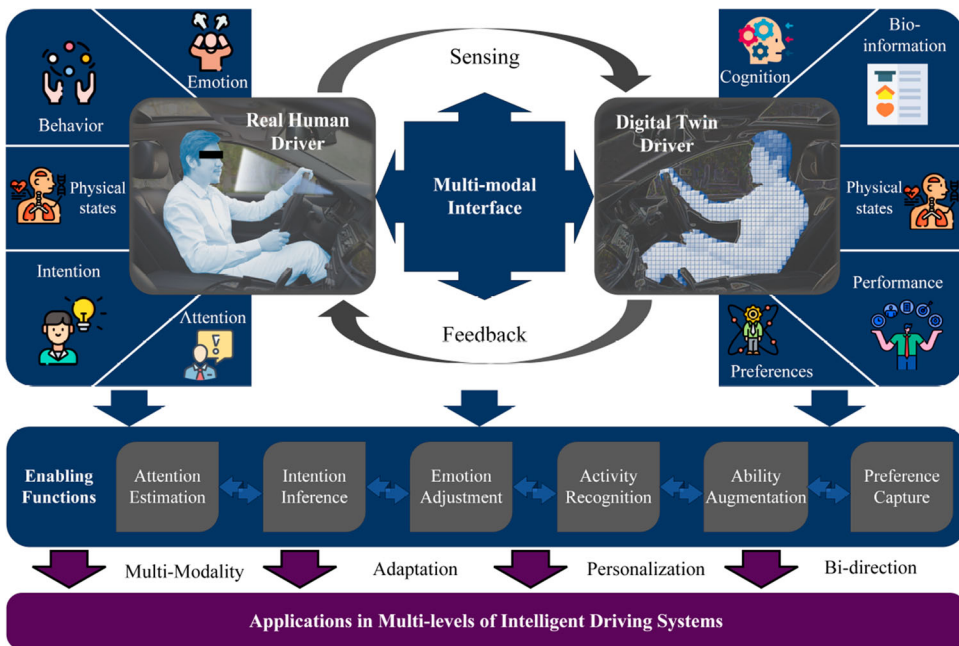 Behavior
Emotion
Physical
states
Intention
Attention
Real Human
Driver
Sensing
Multi-modal
Interface
Feedback
Digital Twin
Driver
Cognition
Bio-
information
Physical
states
Performance
Preferences
Enabling
Functions
Attention
Estimation
Intention
Inference
Emotion
Adjustment
Activity
Recognition
Ability
Augmentation
Preference
Capture
Multi-Modality
Adaptation
Personalization
Bi-direction
Applications in Multi-levels of Intelligent Driving Systems